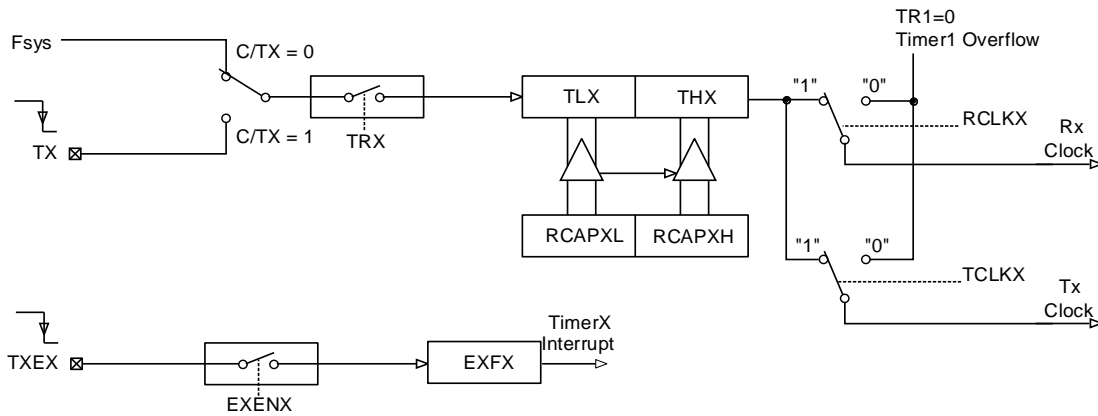 TR1=0
Timer1 Overflow
Fsys
C/TX = 0
TX
C/TX = 1
TRX
TLX
THX
"1"
"0"
RCLKX
Rx
Clock
RCAPXL
RCAPXH
"1"
"0"
TCLKX
Tx
Clock
TXEX
EXENX
EXFX
TimerX
Interrupt